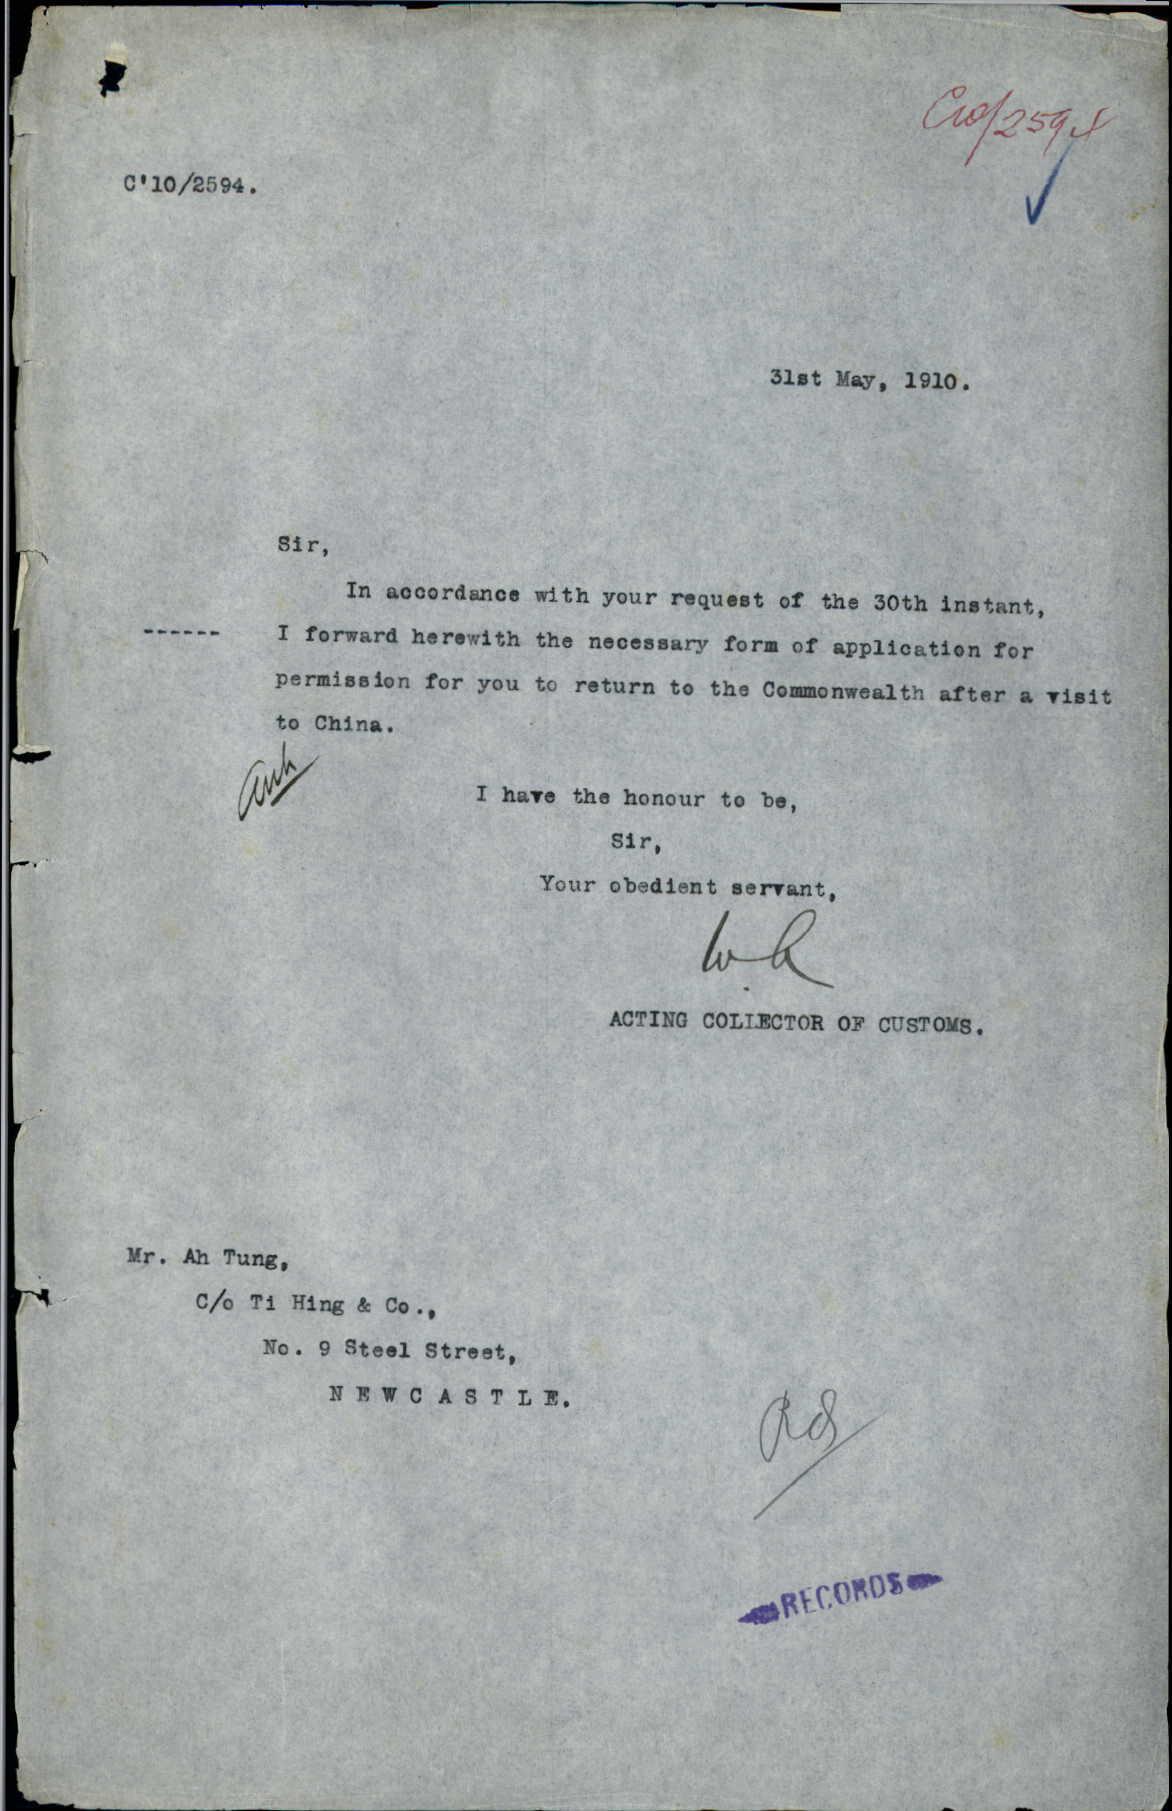 C10/2594
C'10/2594.
31st May, 1910.
Sir,
In accordance with your request of the 30th instant,
------ I forward herewith the necessary form of application for
permission for you to return to the Commonwealth after a visit
to China.
I have the honour to be,
Sir,
Your obedient servant,
ACTING COLLECTOR OF CUSTOMS.
Mr. Ah Tung,
C/o Ti Hing & Co.,
No. 9 Steel Street,
N E W C A S T L E.
RECORDS